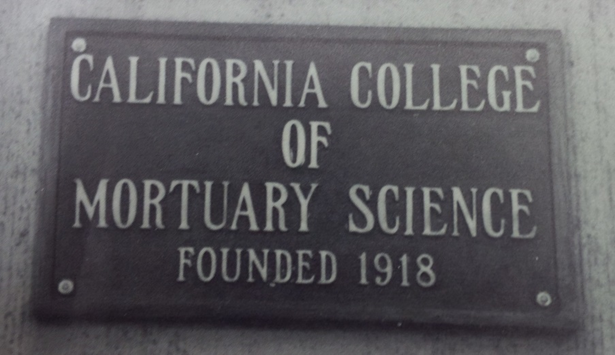 CALIFORNIA COLLEGE
OF
MORTUARY SCIENCE
FOUNDED 1918